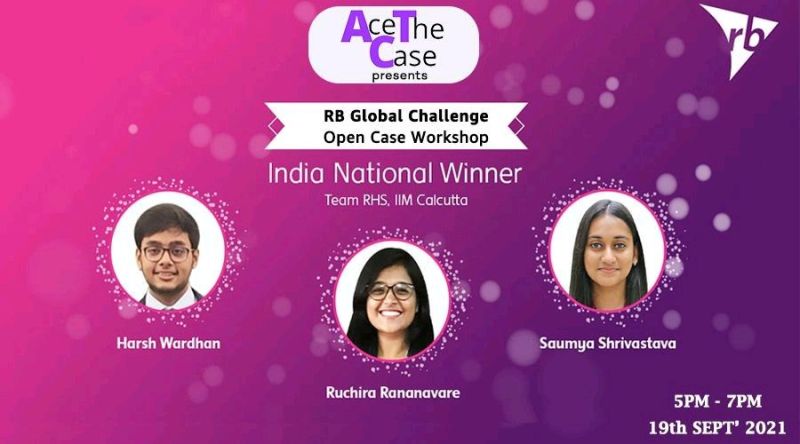 AceThe
Case
presents
rb
RB Global Challenge
Open Case Workshop
India National Winner
Team RHS, IIM Calcutta
Harsh Wardhan
Ruchira Rananavare
Saumya Shrivastava
5PM - 7PM
19th SEPT' 2021